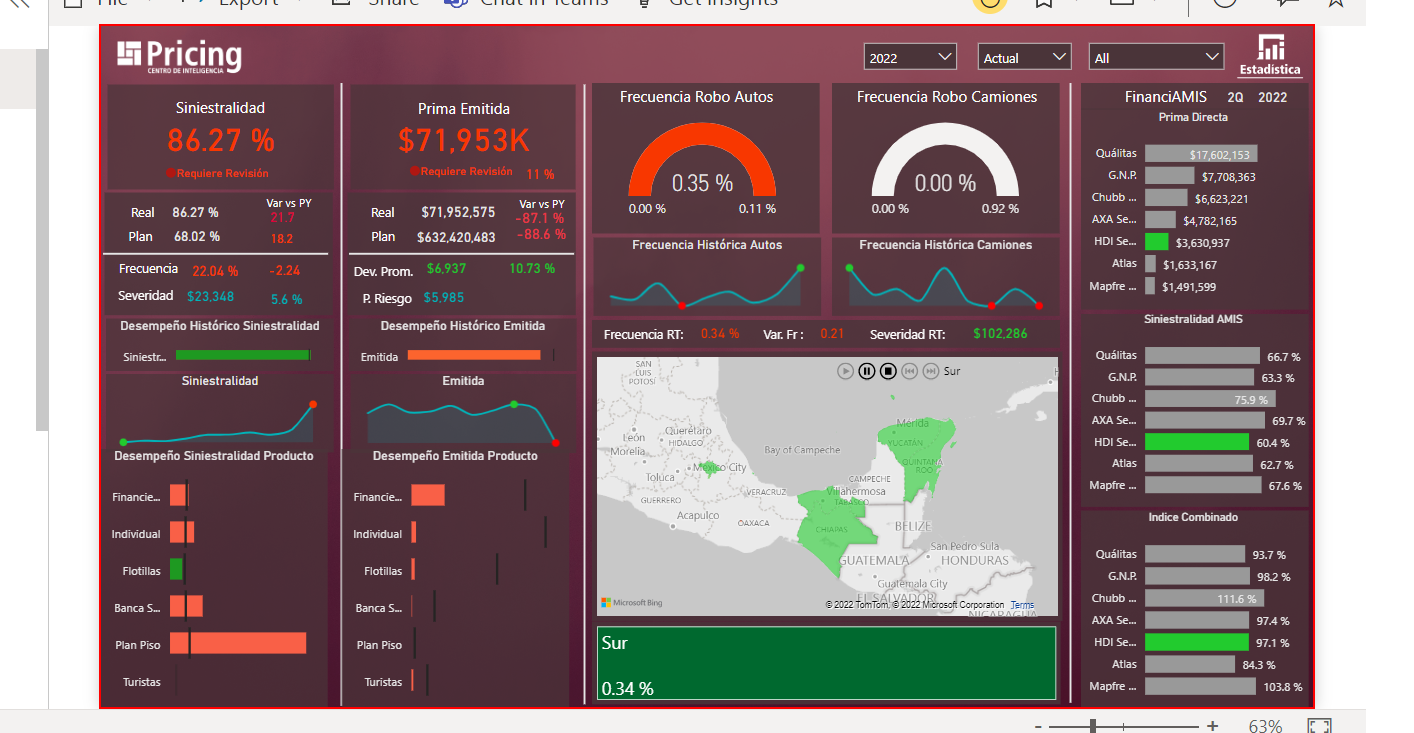 File
Export
Share
Chat in Teams
Get insights
Pricing
CENTRO DE INTELIGENCIA
2022
Actual
All
Estadística
Siniestralidad
86.27 %
Requiere Revisión
Var vs PY
Real 86.27 % 21.7
Plan 68.02 % 18.2
Frecuencia 22.04 % -2.24
Severidad $23,348 5.6 %
Desempeño Histórico Siniestralidad
Siniestr...
Siniestralidad
Desempeño Siniestralidad Producto
Financie...
Individual
Flotillas
Banca S...
Plan Piso
Turistas
Prima Emitida
$71,953K
Requiere Revisión 11 %
Var vs PY
Real $71,952,575 -87.1 %
Plan $632,420,483 -88.6 %
Dev. Prom. $6,937 10.73 %
P. Riesgo $5,985
Desempeño Histórico Emitida
Emitida
Emitida
Desempeño Emitida Producto
Financie...
Individual
Flotillas
Banca S...
Plan Piso
Turistas
Frecuencia Robo Autos
0.35 %
0.00 % 0.11 %
Frecuencia Robo Camiones
0.00 %
0.00 % 0.92 %
Frecuencia Histórica Autos
Frecuencia Histórica Camiones
Frecuencia RT: 0.34 % Var. Fr : 0.21 Severidad RT: $102,286
Sur
SAN
LUIS
POTOSÍ
León
Querétaro
HIDALGO
Morelia
Mexico City
Toluca
GUERRERO
VERACRUZ
Acapulco
OAXACA
Bay of Campeche
Mérida
YUCATÁN
QUINTANA
ROO
CAMPECHE
Villahermosa
TABASCO
CHIAPAS
BELIZE
San Pedro Sula
GUATEMALA
HONDURAS
Guatemala City
EL SALVADOR
NICARAGUA
Microsoft Bing
© 2022 TomTom, © 2022 Microsoft Corporation Terms
Sur
0.34 %
FinanciAMIS 2Q 2022
Prima Directa
Quálitas $17,602,153
G.N.P. $7,708,363
Chubb ... $6,623,221
AXA Se... $4,782,165
HDI Se... $3,630,937
Atlas $1,633,167
Mapfre ... $1,491,599
Siniestralidad AMIS
Quálitas 66.7 %
G.N.P. 63.3 %
Chubb ... 75.9 %
AXA Se... 69.7 %
HDI Se... 60.4 %
Atlas 62.7 %
Mapfre ... 67.6 %
Indice Combinado
Quálitas 93.7 %
G.N.P. 98.2 %
Chubb ... 111.6 %
AXA Se... 97.4 %
HDI Se... 97.1 %
Atlas 84.3 %
Mapfre ... 103.8 %
- + 63%